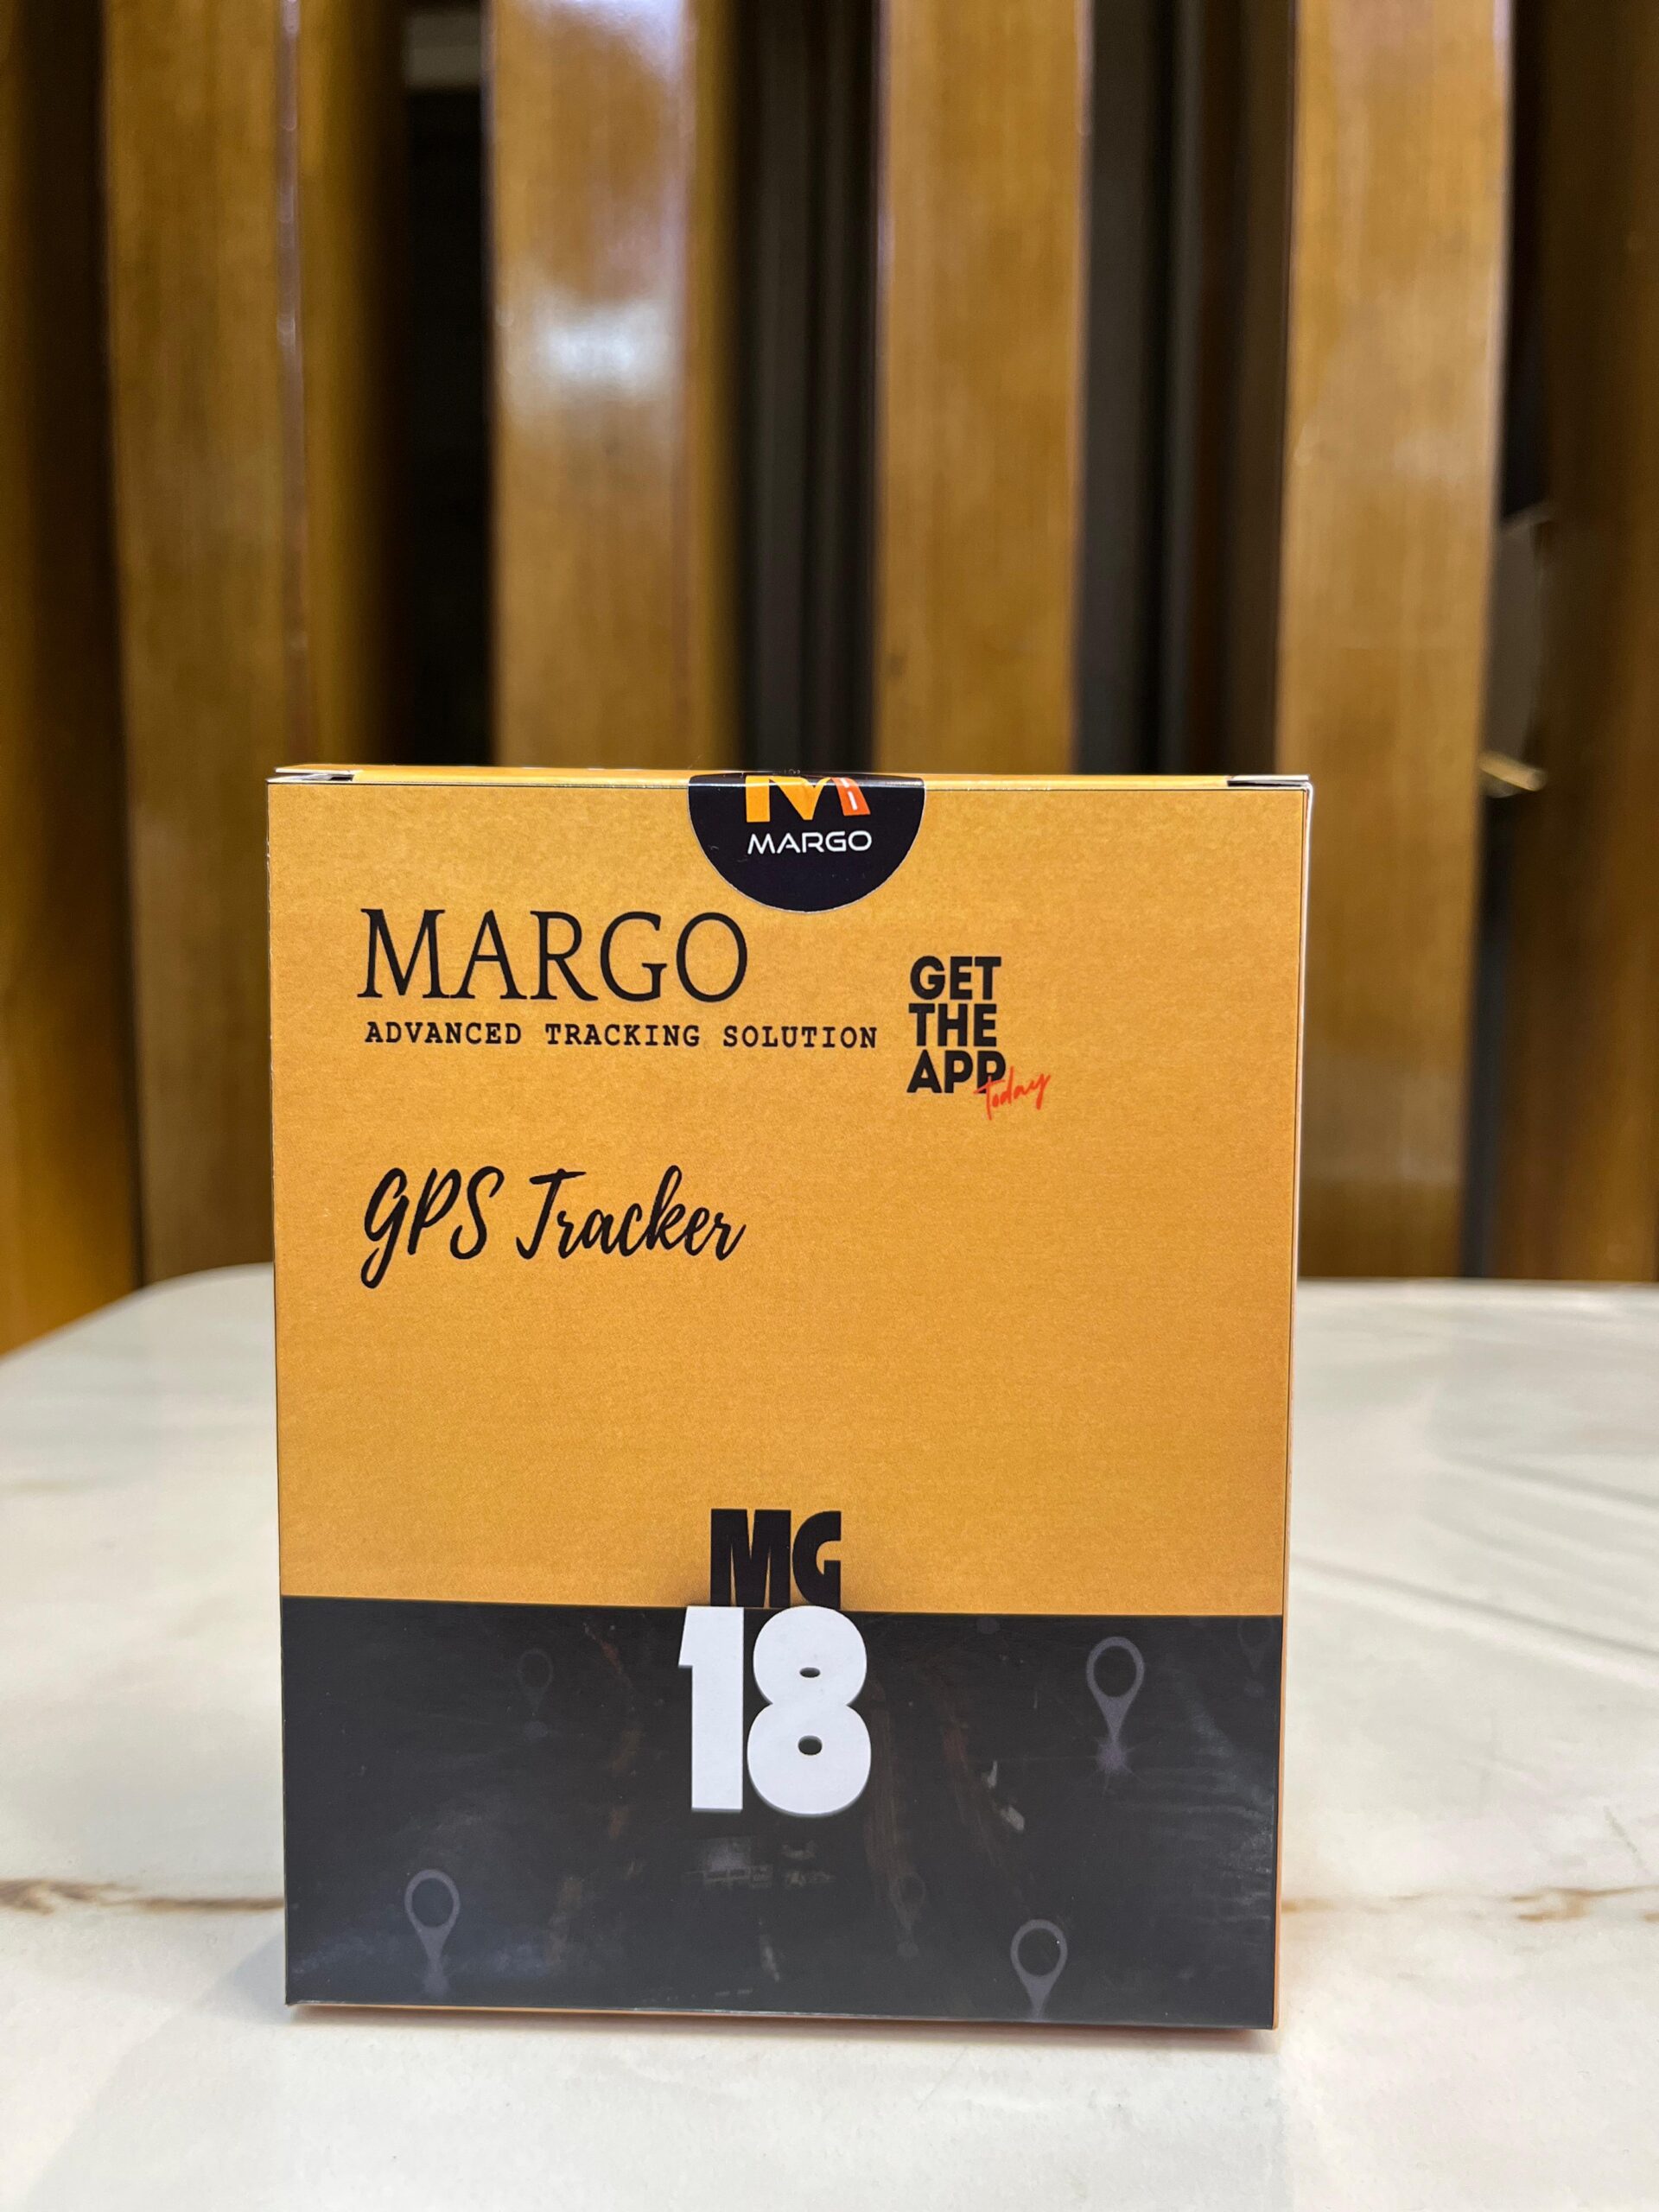 MARGO
MARGO
ADVANCED TRACKING SOLUTION
GET
THE
APP
today
GPS Tracker
MG
18